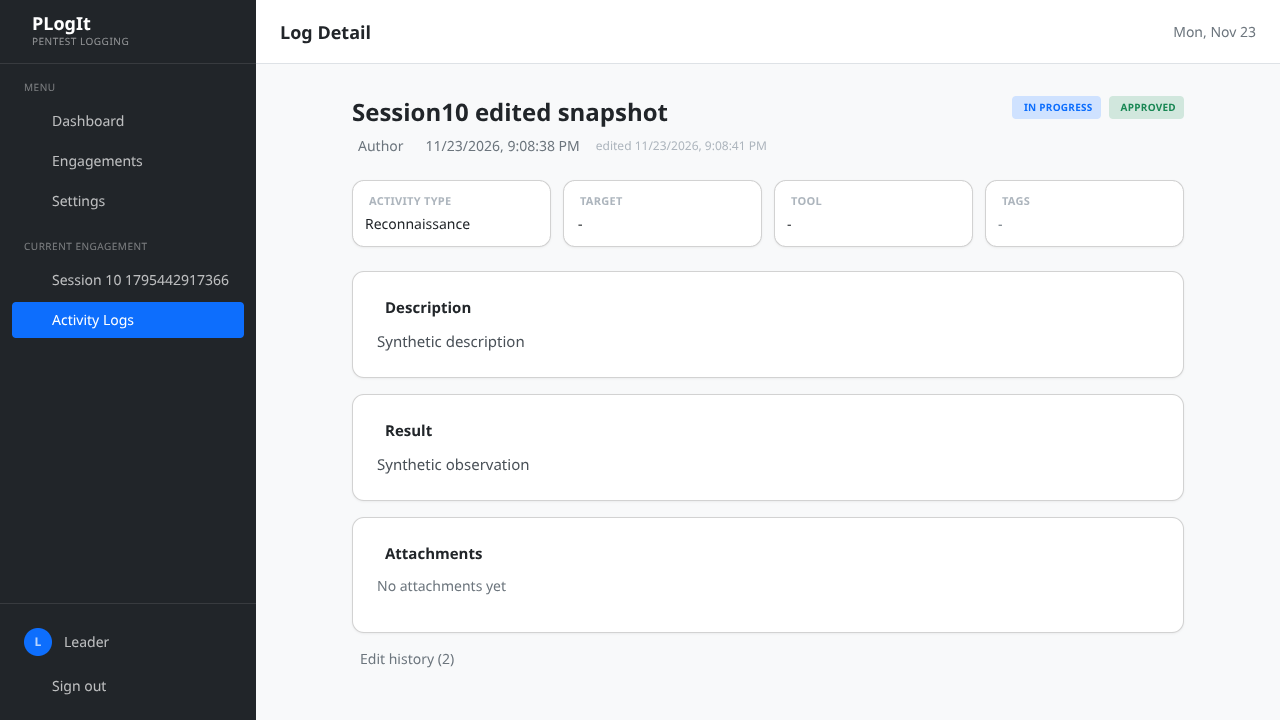 PLogIt
PENTEST LOGGING
MENU
Dashboard
Engagements
Settings
CURRENT ENGAGEMENT
Session 10 1795442917366
Activity Logs
L
Leader
Sign out
Log Detail
Mon, Nov 23
Session10 edited snapshot
IN PROGRESS
APPROVED
Author 11/23/2026, 9:08:38 PM edited 11/23/2026, 9:08:41 PM
ACTIVITY TYPE
Reconnaissance
TARGET
-
TOOL
-
TAGS
-
Description
Synthetic description
Result
Synthetic observation
Attachments
No attachments yet
Edit history (2)